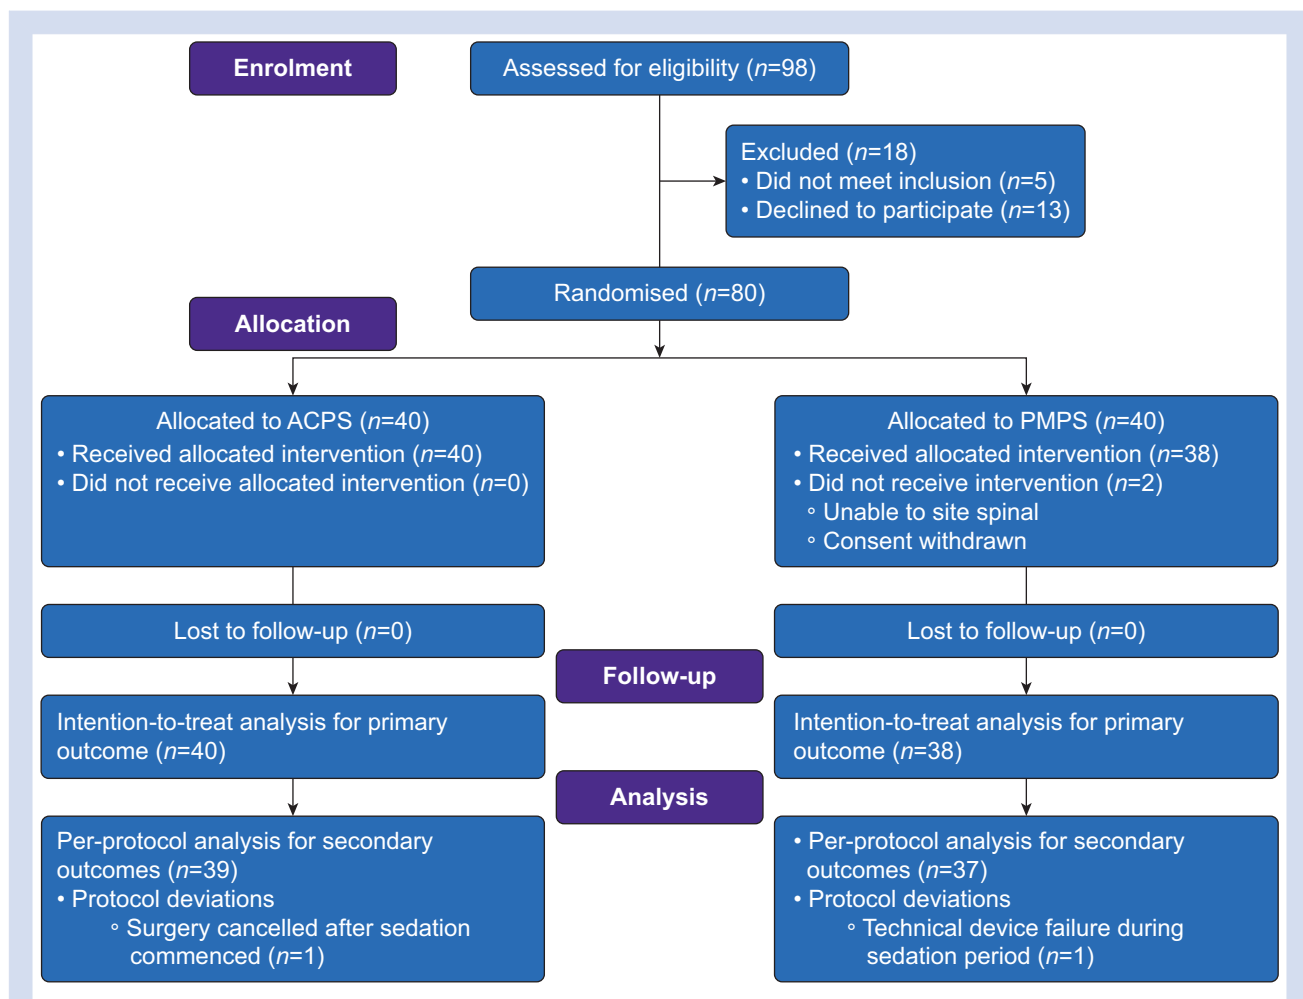 Enrolment
Assessed for eligibility (n=98)
Excluded (n=18)
• Did not meet inclusion (n=5)
• Declined to participate (n=13)
Randomised (n=80)
Allocation
Allocated to ACPS (n=40)
• Received allocated intervention (n=40)
• Did not receive allocated intervention (n=0)
Allocated to PMPS (n=40)
• Received allocated intervention (n=38)
• Did not receive intervention (n=2)
◦ Unable to site spinal
◦ Consent withdrawn
Lost to follow-up (n=0)
Lost to follow-up (n=0)
Follow-up
Intention-to-treat analysis for primary
outcome (n=40)
Intention-to-treat analysis for primary
outcome (n=38)
Analysis
Per-protocol analysis for secondary
outcomes (n=39)
• Protocol deviations
◦ Surgery cancelled after sedation
commenced (n=1)
• Per-protocol analysis for secondary
outcomes (n=37)
• Protocol deviations
◦ Technical device failure during
sedation period (n=1)